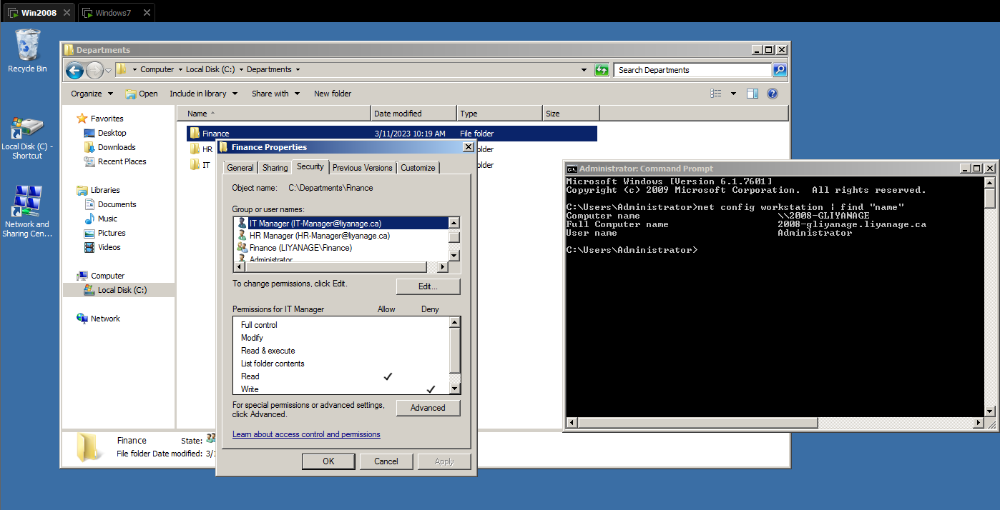 Win2008
Windows7
Recycle Bin
Local Disk (C) -
Shortcut
Network and
Sharing Cen...
Departments
Computer Local Disk (C:) Departments
Search Departments
Organize Open Include in library Share with New folder
Favorites
Desktop
Downloads
Recent Places
Libraries
Documents
Music
Pictures
Videos
Computer
Local Disk (C:)
Network
Name Date modified Type Size
Finance 3/11/2023 10:19 AM File folder
HR older
IT older
Finance State:
File folder Date modified: 3/1
Finance Properties
General Sharing Security Previous Versions Customize
Object name: C:\Departments\Finance
Group or user names:
IT Manager (IT-Manager@liyanage.ca)
HR Manager (HR-Manager@liyanage.ca)
Finance (LIYANAGE\Finance)
Administrator
To change permissions, click Edit.
Edit...
Permissions for IT Manager Allow Deny
Full control
Modify
Read & execute
List folder contents
Read
Write
For special permissions or advanced settings,
click Advanced.
Advanced
Learn about access control and permissions
OK Cancel Apply
C:\. Administrator: Command Prompt
Microsoft Windows [Version 6.1.7601]
Copyright (c) 2009 Microsoft Corporation.  All rights reserved.
C:\Users\Administrator>net config workstation | find "name"
Computer name \\2008-GLIYANAGE
Full Computer name 2008-gliyanage.liyanage.ca
User name Administrator
C:\Users\Administrator>